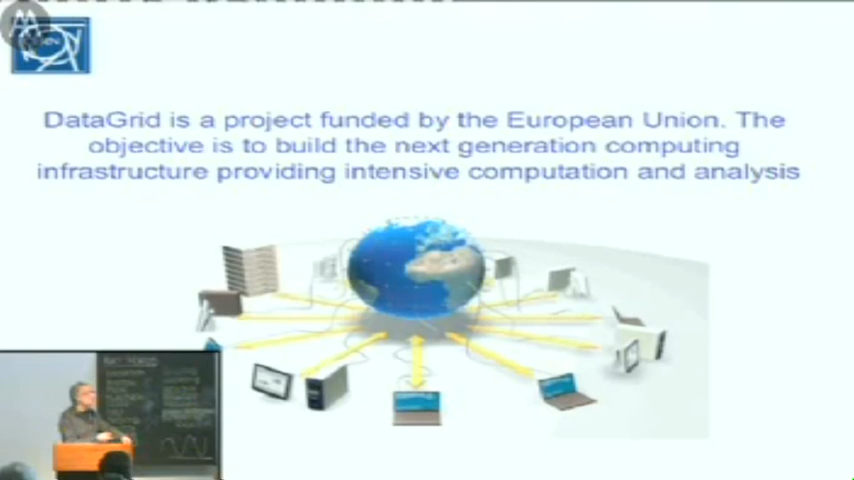 DataGrid is a project funded by the European Union. The
objective is to build the next generation computing
infrastructure providing intensive computation and analysis